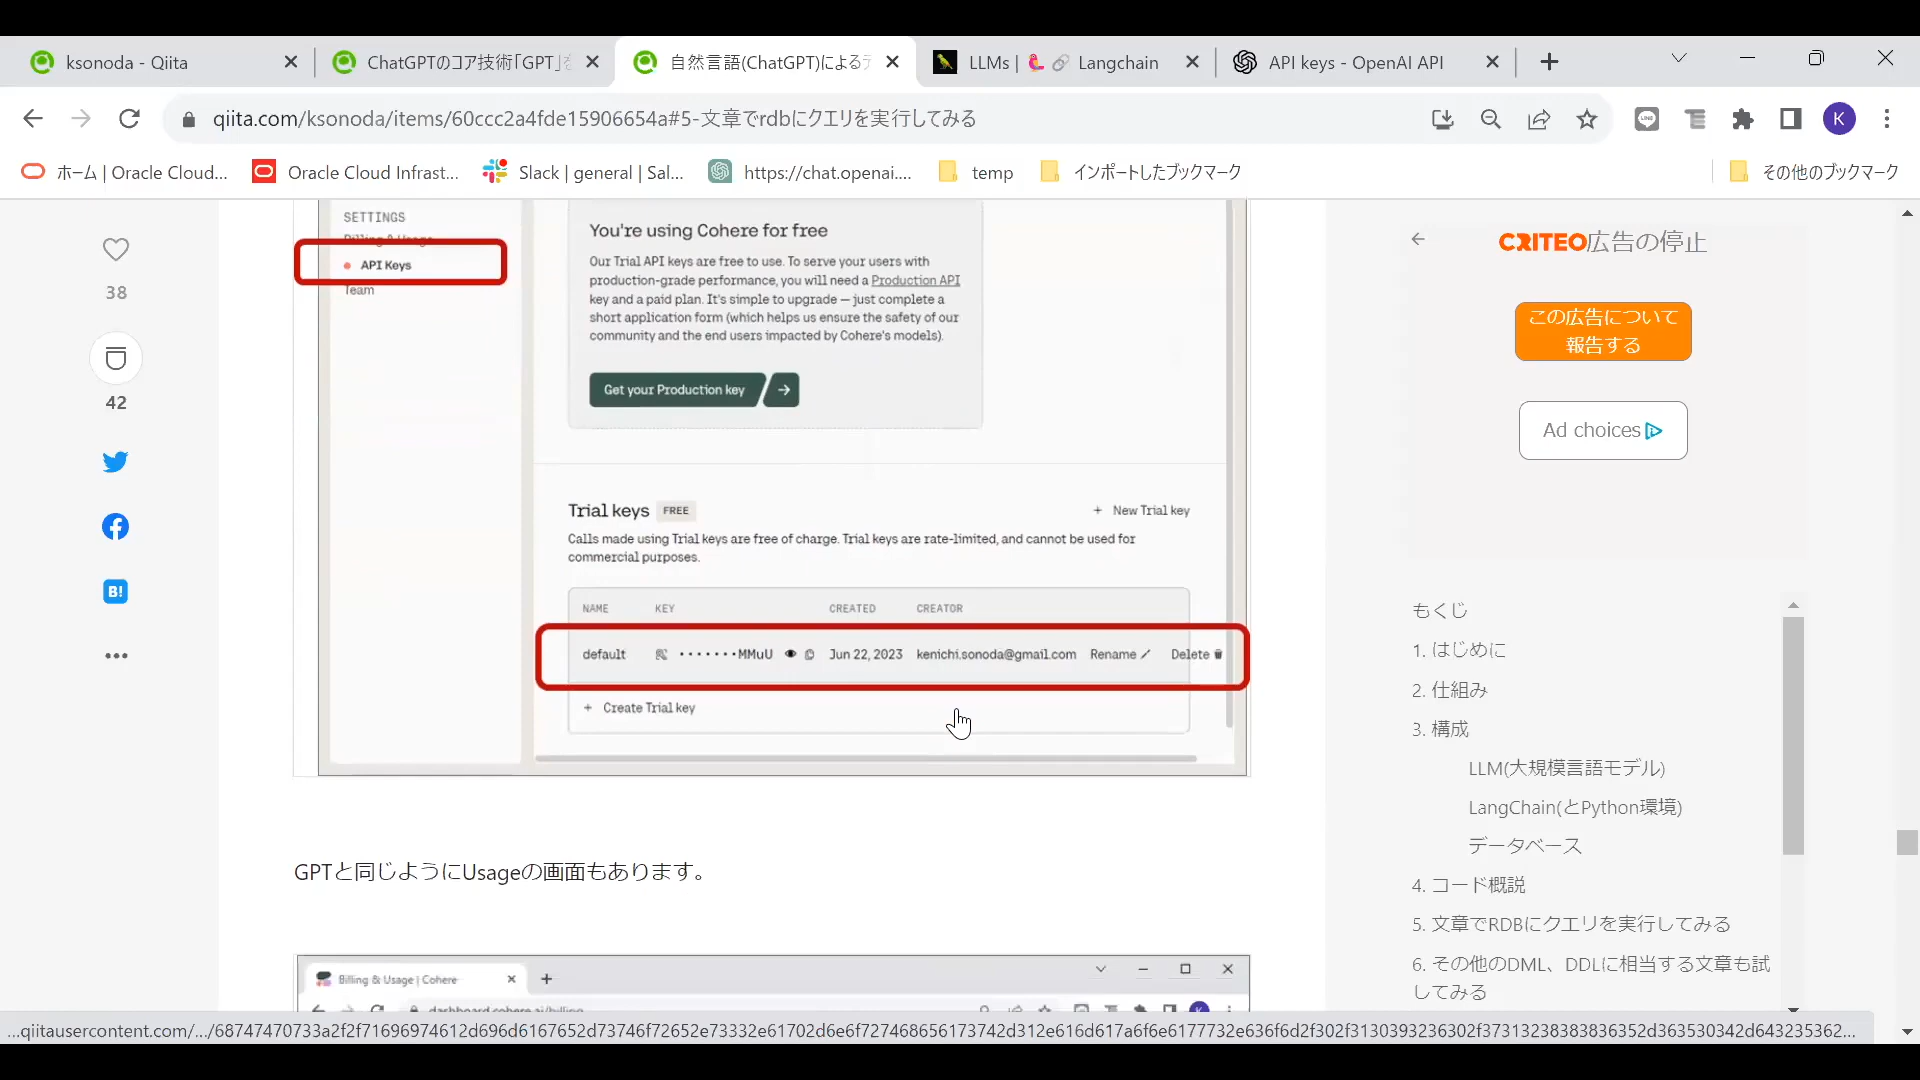 ksonoda - Qiita
ChatGPTのコア技術「GPT」を
自然言語(ChatGPT)によるデ
LLMs | 🦜️🔗 Langchain
API keys - OpenAI API
qiita.com/ksonoda/items/60ccc2a4fde15906654a#5-文章でrdbにクエリを実行してみる
K
ホーム | Oracle Cloud...
Oracle Cloud Infrast...
Slack | general | Sal...
https://chat.openai....
temp
インポートしたブックマーク
その他のブックマーク
38
42
B!
SETTINGS
Billing & Usage
API Keys
Team
You're using Cohere for free
Our Trial API keys are free to use. To serve your users with
production-grade performance, you will need a Production API
key and a paid plan. It's simple to upgrade — just complete a
short application form (which helps us ensure the safety of our
community and the end users impacted by Cohere's models).
Get your Production key →
Trial keys FREE
+ New Trial key
Calls made using Trial keys are free of charge. Trial keys are rate-limited, and cannot be used for
commercial purposes.
NAME KEY CREATED CREATOR
default •••••••MMuU Jun 22, 2023 kenichi.sonoda@gmail.com Rename Delete
+ Create Trial key
GPTと同じようにUsageの画面もあります。
Billing & Usage | Cohere
dashboard.cohere.ai/billing
CRITEO広告の停止
この広告について
報告する
Ad choices
もくじ
1. はじめに
2. 仕組み
3. 構成
LLM(大規模言語モデル)
LangChain(とPython環境)
データベース
4. コード概説
5. 文章でRDBにクエリを実行してみる
6. その他のDML、DDLに相当する文章も試
してみる